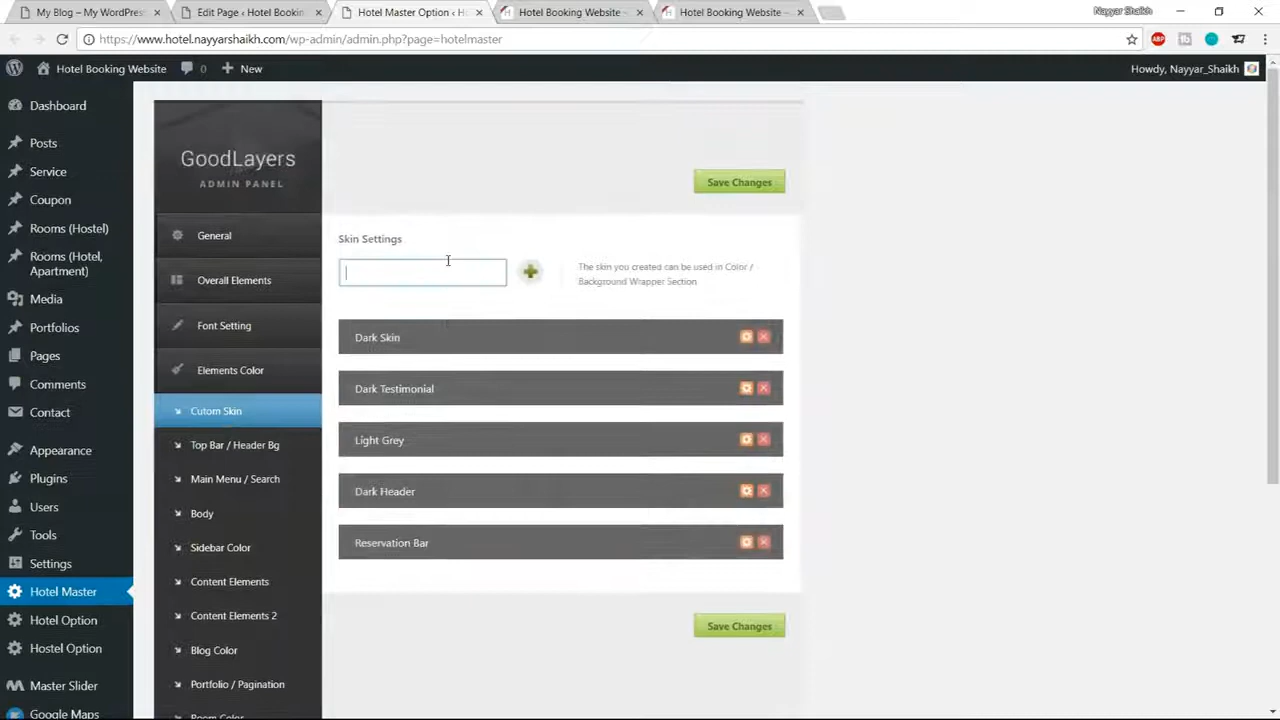 My Blog – My WordPres
Edit Page ‹ Hotel Bookin
Hotel Master Option ‹ H
Hotel Booking Website –
Hotel Booking Website –
Nayyar Shaikh
https://www.hotel.nayyarshaikh.com/wp-admin/admin.php?page=hotelmaster
ABP
Hotel Booking Website
0
New
Howdy, Nayyar_Shaikh
Dashboard
Posts
Service
Coupon
Rooms (Hostel)
Rooms (Hotel,
Apartment)
Media
Portfolios
Pages
Comments
Contact
Appearance
Plugins
Users
Tools
Settings
Hotel Master
Hotel Option
Hostel Option
Master Slider
Google Maps
GoodLayers
ADMIN PANEL
General
Overall Elements
Font Setting
Elements Color
Cutom Skin
Top Bar / Header Bg
Main Menu / Search
Body
Sidebar Color
Content Elements
Content Elements 2
Blog Color
Portfolio / Pagination
Room Color
Save Changes
Skin Settings
The skin you created can be used in Color /
Background Wrapper Section
Dark Skin
Dark Testimonial
Light Grey
Dark Header
Reservation Bar
Save Changes